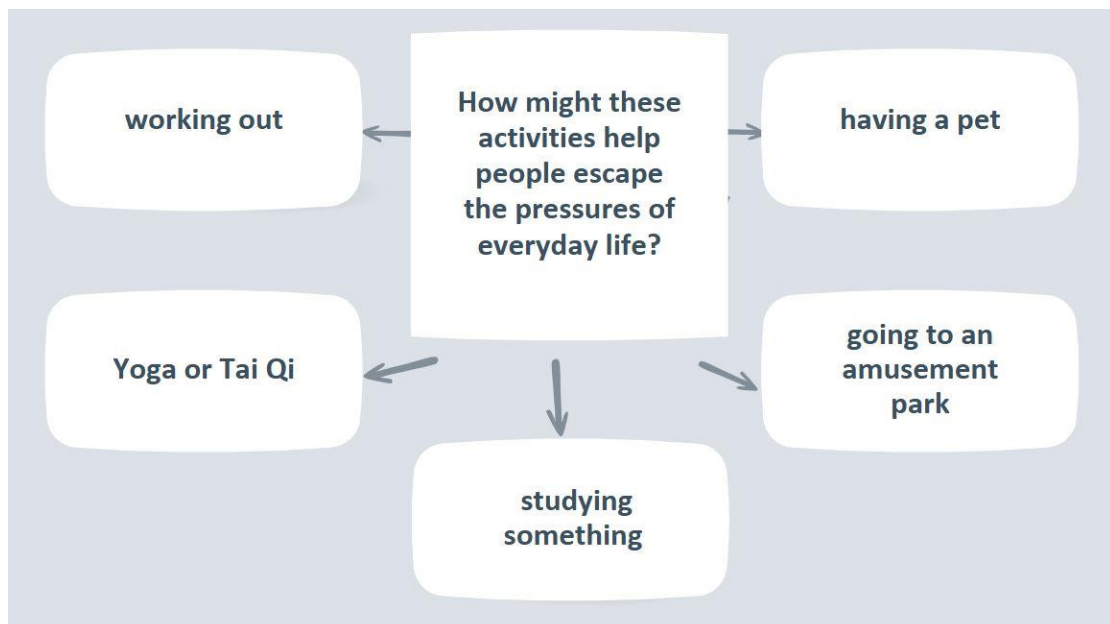 working out
How might these
activities help
people escape
the pressures of
everyday life?
having a pet
Yoga or Tai Qi
going to an
amusement
park
studying
something